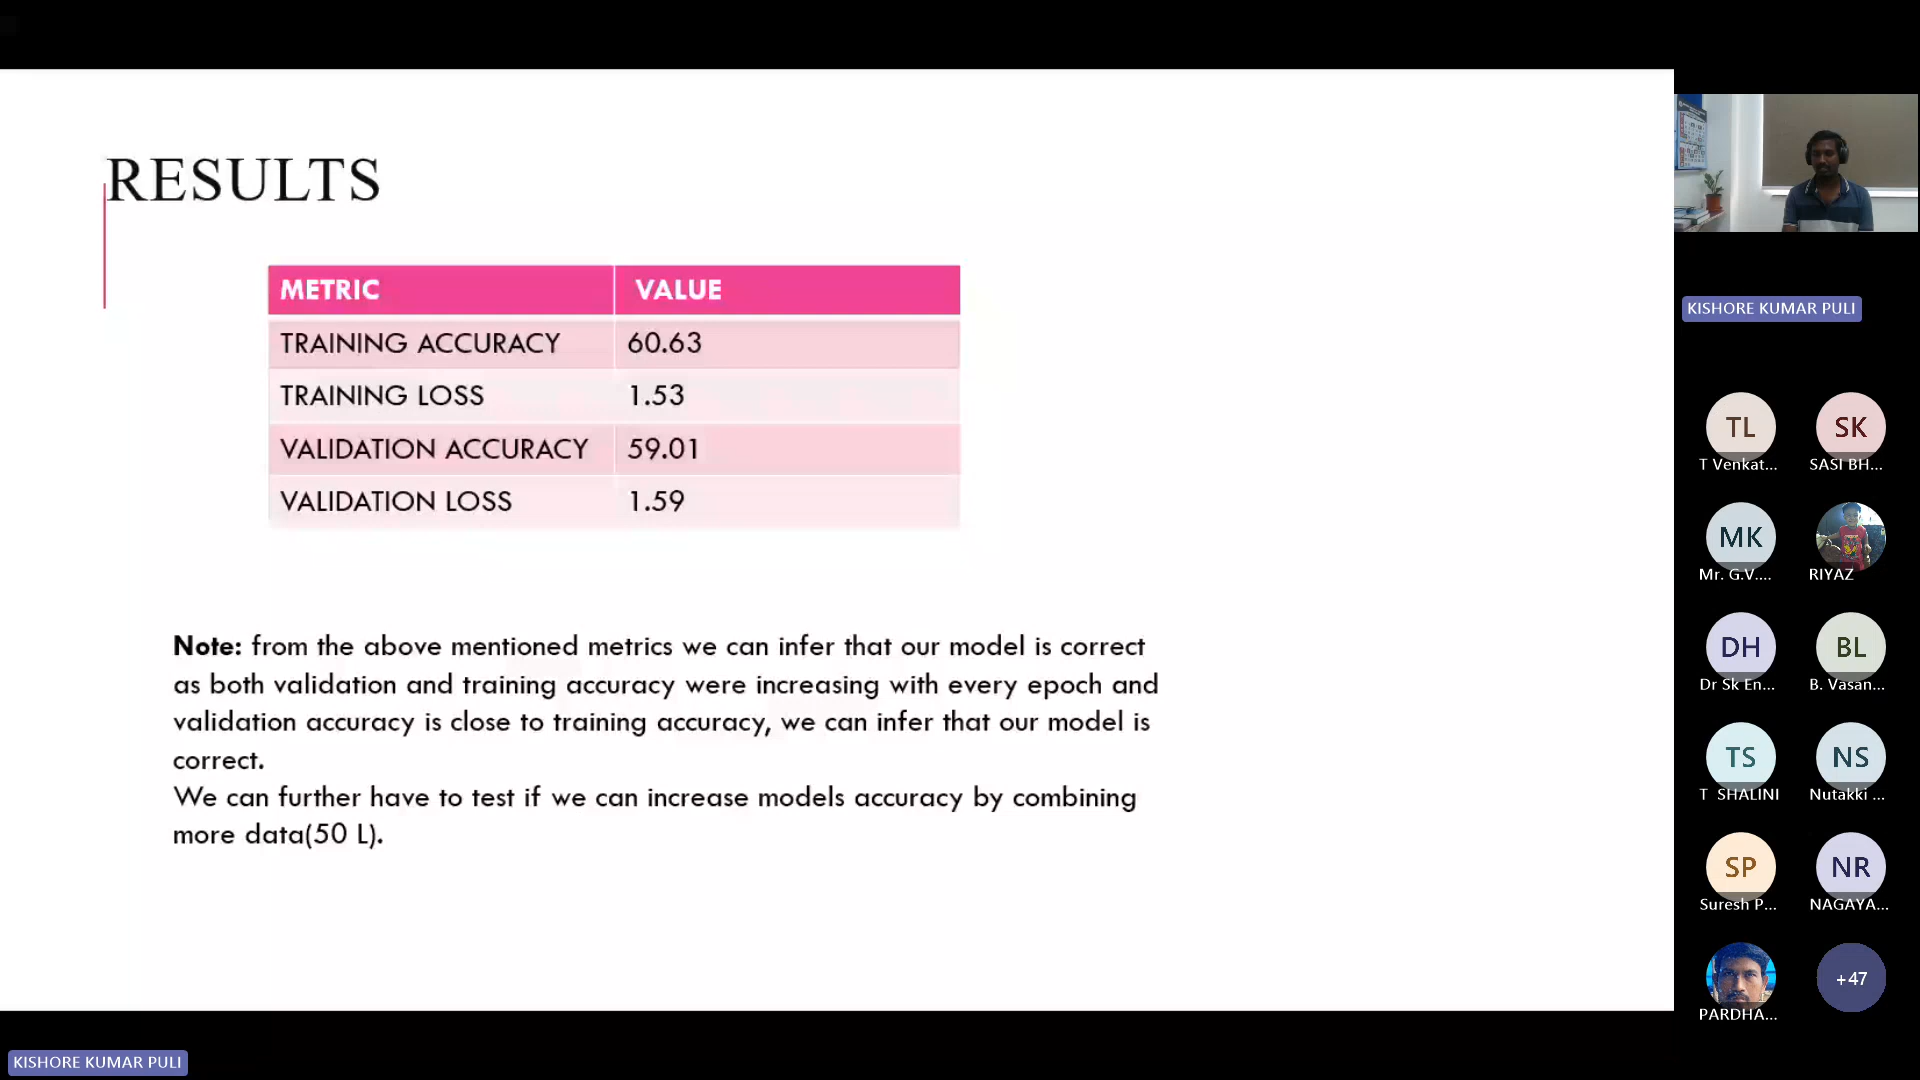 RESULTS
METRIC VALUE
TRAINING ACCURACY 60.63
TRAINING LOSS 1.53
VALIDATION ACCURACY 59.01
VALIDATION LOSS 1.59
Note: from the above mentioned metrics we can infer that our model is correct
as both validation and training accuracy were increasing with every epoch and
validation accuracy is close to training accuracy, we can infer that our model is
correct.
We can further have to test if we can increase models accuracy by combining
more data(50 L).
KISHORE KUMAR PULI
KISHORE KUMAR PULI
TL SK
T Venkat... SASI BH...
MK
Mr. G.V.... RIYAZ
DH BL
Dr Sk En... B. Vasan...
TS NS
T SHALINI Nutakki ...
SP NR
Suresh P... NAGAYA...
+47
PARDHA...